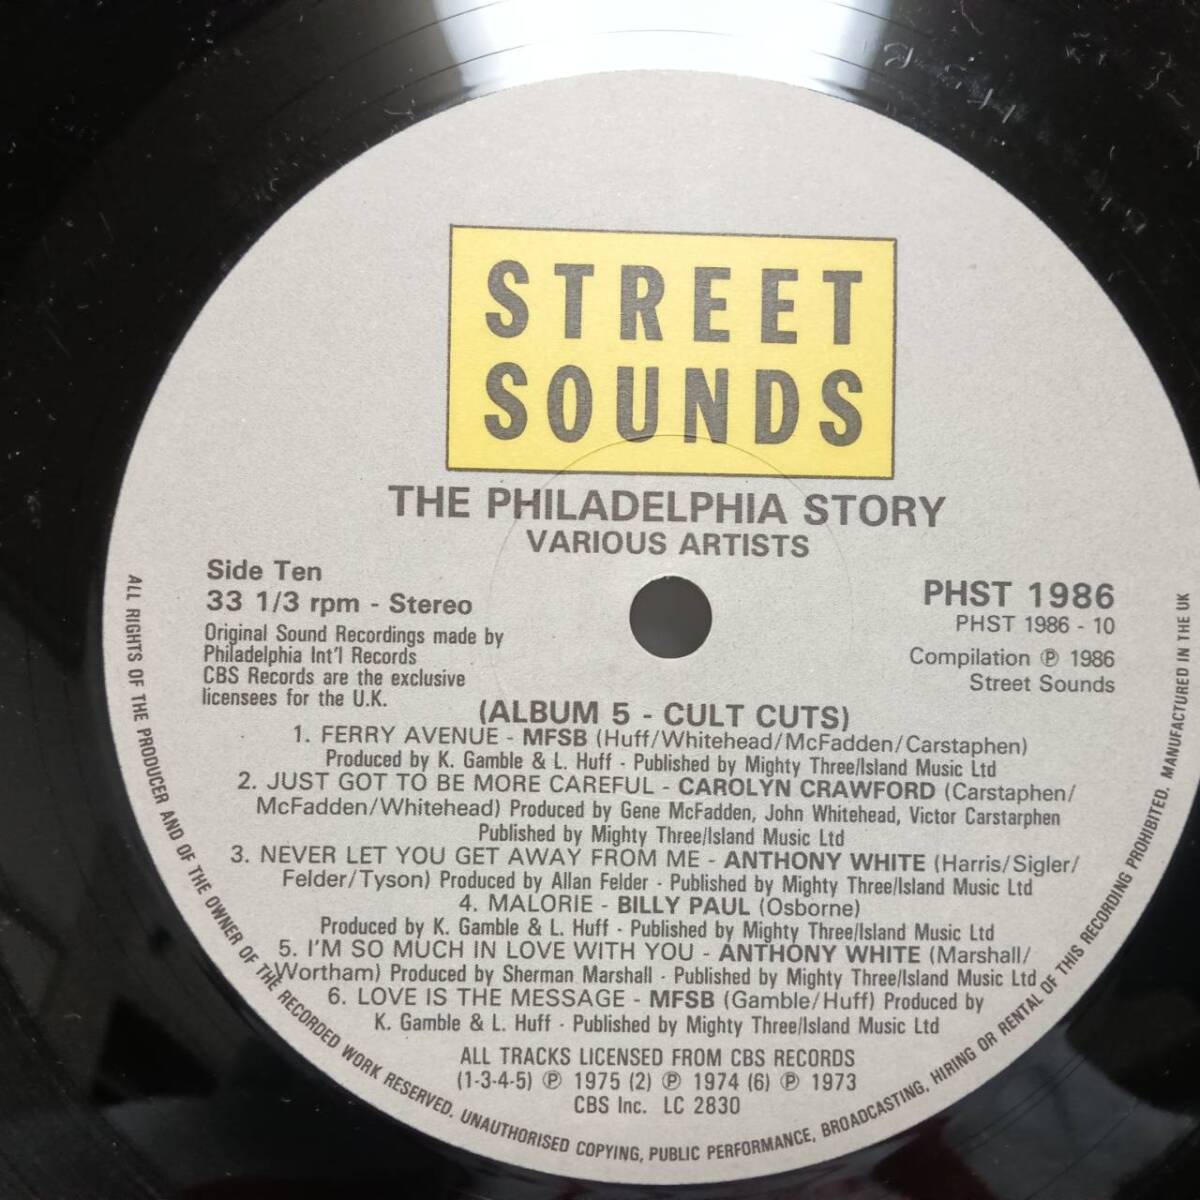 STREET
SOUNDS
THE PHILADELPHIA STORY
VARIOUS ARTISTS
Side Ten
33 1/3 rpm - Stereo
Original Sound Recordings made by
Philadelphia Int'l Records
CBS Records are the exclusive
licensees for the U.K.
PHST 1986
PHST 1986 - 10
Compilation ℗ 1986
Street Sounds
(ALBUM 5 - CULT CUTS)
1. FERRY AVENUE - MFSB (Huff/Whitehead/McFadden/Carstaphen)
Produced by K. Gamble & L. Huff · Published by Mighty Three/Island Music Ltd
2. JUST GOT TO BE MORE CAREFUL - CAROLYN CRAWFORD (Carstaphen/
McFadden/Whitehead) Produced by Gene McFadden, John Whitehead, Victor Carstarphen
Published by Mighty Three/Island Music Ltd
3. NEVER LET YOU GET AWAY FROM ME - ANTHONY WHITE (Harris/Sigler/
Felder/Tyson) Produced by Allan Felder · Published by Mighty Three/Island Music Ltd
4. MALORIE - BILLY PAUL (Osborne)
Produced by K. Gamble & L. Huff · Published by Mighty Three/Island Music Ltd
5. I'M SO MUCH IN LOVE WITH YOU - ANTHONY WHITE (Marshall/
Wortham) Produced by Sherman Marshall · Published by Mighty Three/Island Music Ltd
6. LOVE IS THE MESSAGE - MFSB (Gamble/Huff) Produced by
K. Gamble & L. Huff · Published by Mighty Three/Island Music Ltd
ALL TRACKS LICENSED FROM CBS RECORDS
(1-3-4-5) ℗ 1975 (2) ℗ 1974 (6) ℗ 1973
CBS Inc. LC 2830
ALL RIGHTS OF THE PRODUCER AND OF THE OWNER OF THE RECORDED WORK RESERVED. UNAUTHORISED COPYING, PUBLIC PERFORMANCE, BROADCASTING, HIRING OR RENTAL OF THIS RECORDING PROHIBITED. MANUFACTURED IN THE UK